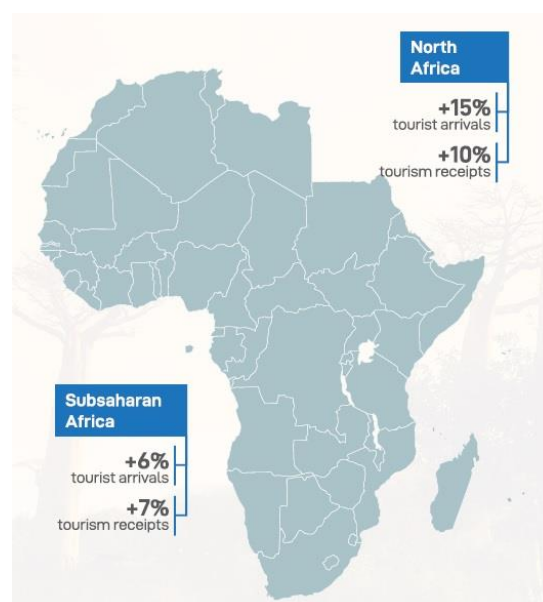 North
Africa
+15%
tourist arrivals
+10%
tourism receipts
Subsaharan
Africa
+6%
tourist arrivals
+7%
tourism receipts